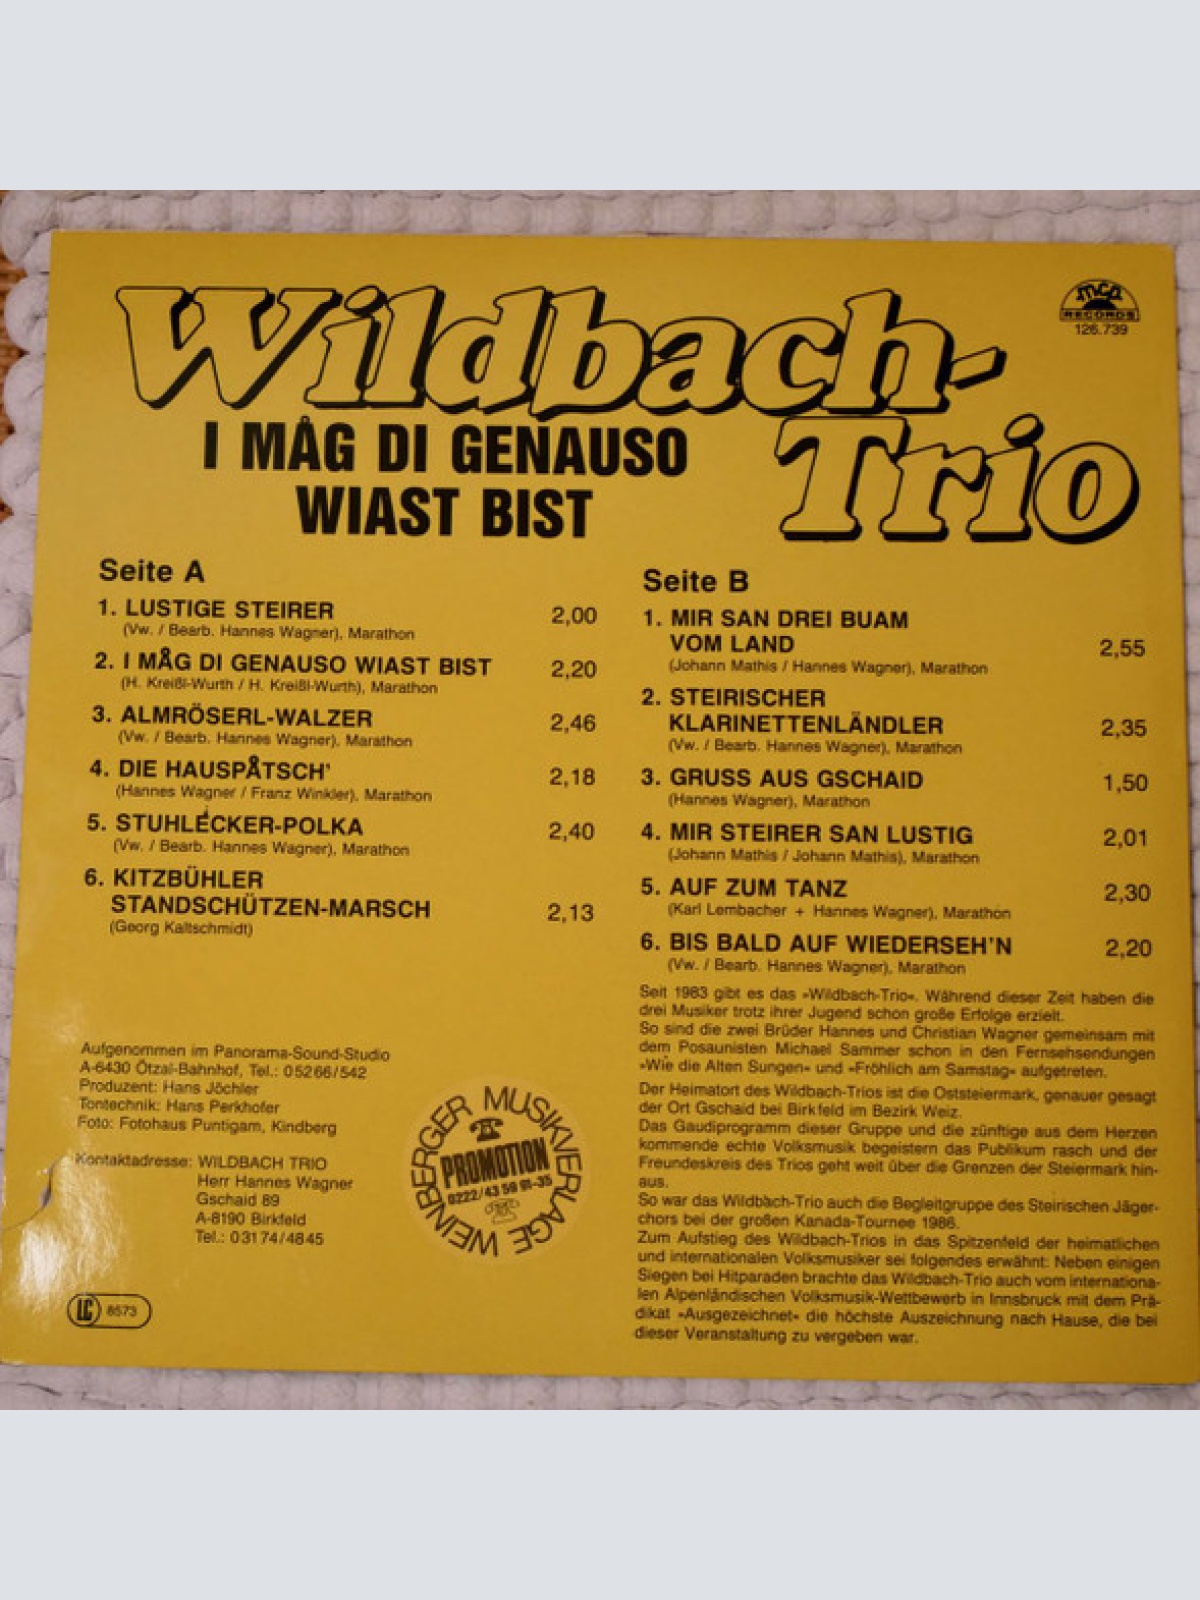 Wildbach-
Trio
mcp
RECORDS
126.739
I MÅG DI GENAUSO
WIAST BIST
Seite A
1. LUSTIGE STEIRER 2,00
(Vw. / Bearb. Hannes Wagner), Marathon
2. I MÅG DI GENAUSO WIAST BIST 2,20
(H. Kreißl-Wurth / H. Kreißl-Wurth), Marathon
3. ALMRÖSERL-WALZER 2,46
(Vw. / Bearb. Hannes Wagner), Marathon
4. DIE HAUSPÅTSCH' 2,18
(Hannes Wagner / Franz Winkler), Marathon
5. STUHLECKER-POLKA 2,40
(Vw. / Bearb. Hannes Wagner), Marathon
6. KITZBÜHLER
STANDSCHÜTZEN-MARSCH 2,13
(Georg Kaltschmidt)
Aufgenommen im Panorama-Sound-Studio
A-6430 Ötzal-Bahnhof, Tel.: 05266/542
Produzent: Hans Jöchler
Tontechnik: Hans Perkhofer
Foto: Fotohaus Puntigam, Kindberg
Kontaktadresse: WILDBACH TRIO
Herr Hannes Wagner
Gschaid 89
A-8190 Birkfeld
Tel.: 03174/4845
LC 8573
WEINBERGER MUSIKVERLAGE
PROMOTION
0222/43 59 91-35
Seite B
1. MIR SAN DREI BUAM
VOM LAND 2,55
(Johann Mathis / Hannes Wagner), Marathon
2. STEIRISCHER
KLARINETTENLÄNDLER 2,35
(Vw. / Bearb. Hannes Wagner), Marathon
3. GRUSS AUS GSCHAID 1,50
(Hannes Wagner), Marathon
4. MIR STEIRER SAN LUSTIG 2,01
(Johann Mathis / Johann Mathis), Marathon
5. AUF ZUM TANZ 2,30
(Karl Lembacher + Hannes Wagner), Marathon
6. BIS BALD AUF WIEDERSEH'N 2,20
(Vw. / Bearb. Hannes Wagner), Marathon
Seit 1983 gibt es das »Wildbach-Trio«. Während dieser Zeit haben die
drei Musiker trotz ihrer Jugend schon große Erfolge erzielt.
So sind die zwei Brüder Hannes und Christian Wagner gemeinsam mit
dem Posaunisten Michael Sammer schon in den Fernsehsendungen
»Wie die Alten Sungen« und »Fröhlich am Samstag« aufgetreten.
Der Heimatort des Wildbach-Trios ist die Oststeiermark, genauer gesagt
der Ort Gschaid bei Birkfeld im Bezirk Weiz.
Das Gaudiprogramm dieser Gruppe und die zünftige aus dem Herzen
kommende echte Volksmusik begeistern das Publikum rasch und der
Freundeskreis des Trios geht weit über die Grenzen der Steiermark hin-
aus.
So war das Wildbach-Trio auch die Begleitgruppe des Steirischen Jäger-
chors bei der großen Kanada-Tournee 1986.
Zum Aufstieg des Wildbach-Trios in das Spitzenfeld der heimatlichen
und internationalen Volksmusiker sei folgendes erwähnt: Neben einigen
Siegen bei Hitparaden brachte das Wildbach-Trio auch vom internationa-
len Alpenländischen Volksmusik-Wettbewerb in Innsbruck mit dem Prä-
dikat »Ausgezeichnet« die höchste Auszeichnung nach Hause, die bei
dieser Veranstaltung zu vergeben war.